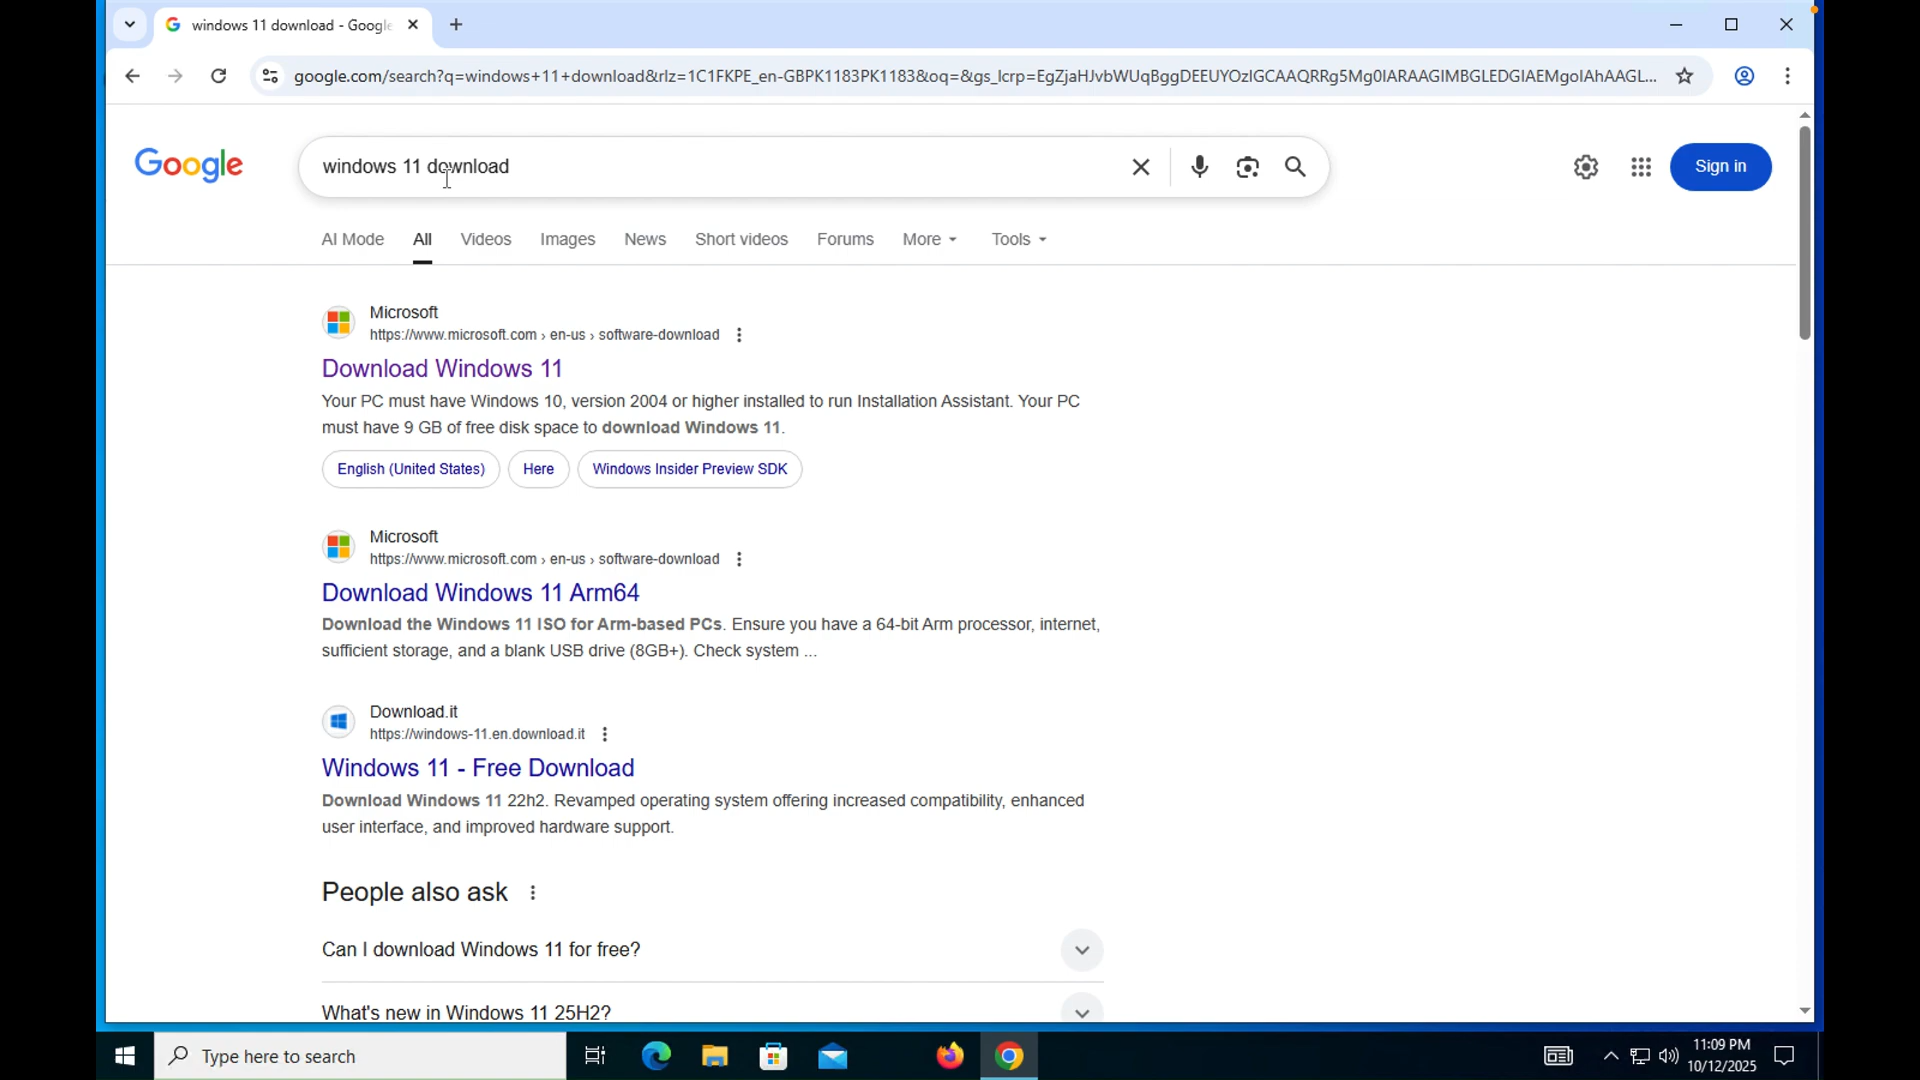 windows 11 download - Google
google.com/search?q=windows+11+download&rlz=1C1FKPE_en-GBPK1183PK1183&oq=&gs_lcrp=EgZjaHJvbWUqBggDEEUYOzIGCAAQRRg5Mg0IARAAGIMBGLEDGIAEMgoIAhAAGL...
Google
windows 11 download
Sign in
AI Mode
All
Videos
Images
News
Short videos
Forums
More
Tools
Microsoft
https://www.microsoft.com › en-us › software-download
Download Windows 11
Your PC must have Windows 10, version 2004 or higher installed to run Installation Assistant. Your PC
must have 9 GB of free disk space to download Windows 11.
English (United States)
Here
Windows Insider Preview SDK
Microsoft
https://www.microsoft.com › en-us › software-download
Download Windows 11 Arm64
Download the Windows 11 ISO for Arm-based PCs. Ensure you have a 64-bit Arm processor, internet,
sufficient storage, and a blank USB drive (8GB+). Check system ...
Download.it
https://windows-11.en.download.it
Windows 11 - Free Download
Download Windows 11 22h2. Revamped operating system offering increased compatibility, enhanced
user interface, and improved hardware support.
People also ask
Can I download Windows 11 for free?
What's new in Windows 11 25H2?
Type here to search
11:09 PM
10/12/2025